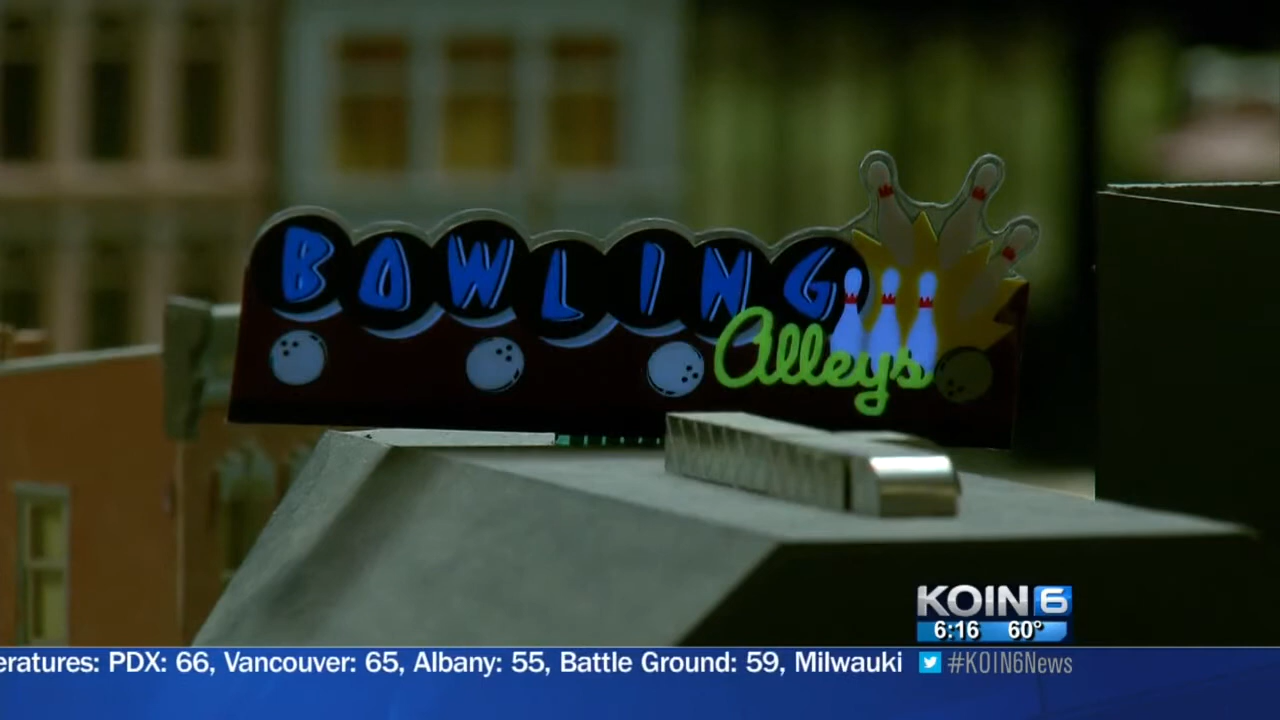 BOWLING
Alleys
KOIN 6
6:16 60°
eratures: PDX: 66, Vancouver: 65, Albany: 55, Battle Ground: 59, Milwauki
#KOIN6News